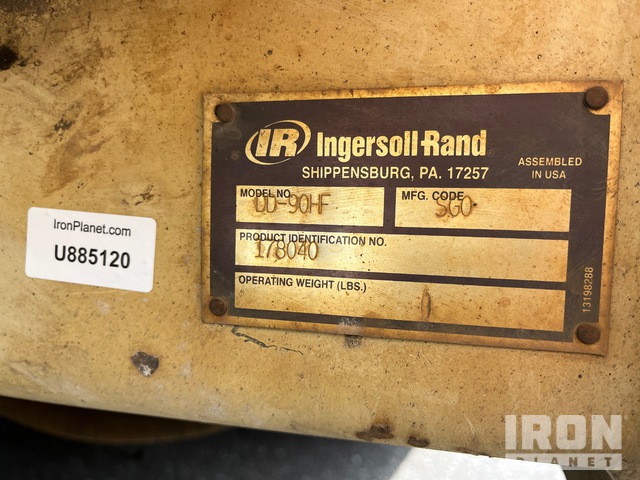 IR Ingersoll-Rand
SHIPPENSBURG, PA. 17257
ASSEMBLED
IN USA
MODEL NO.
DD-90HF
MFG. CODE
SGO
PRODUCT IDENTIFICATION NO.
178040
OPERATING WEIGHT (LBS.)
13198288
IronPlanet.com
U885120
IRON
PLANET